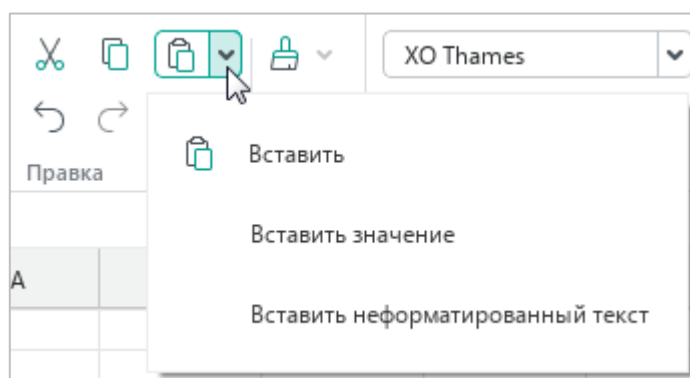 XO Thames
Правка
Вставить
A
Вставить значение
Вставить неформатированный текст